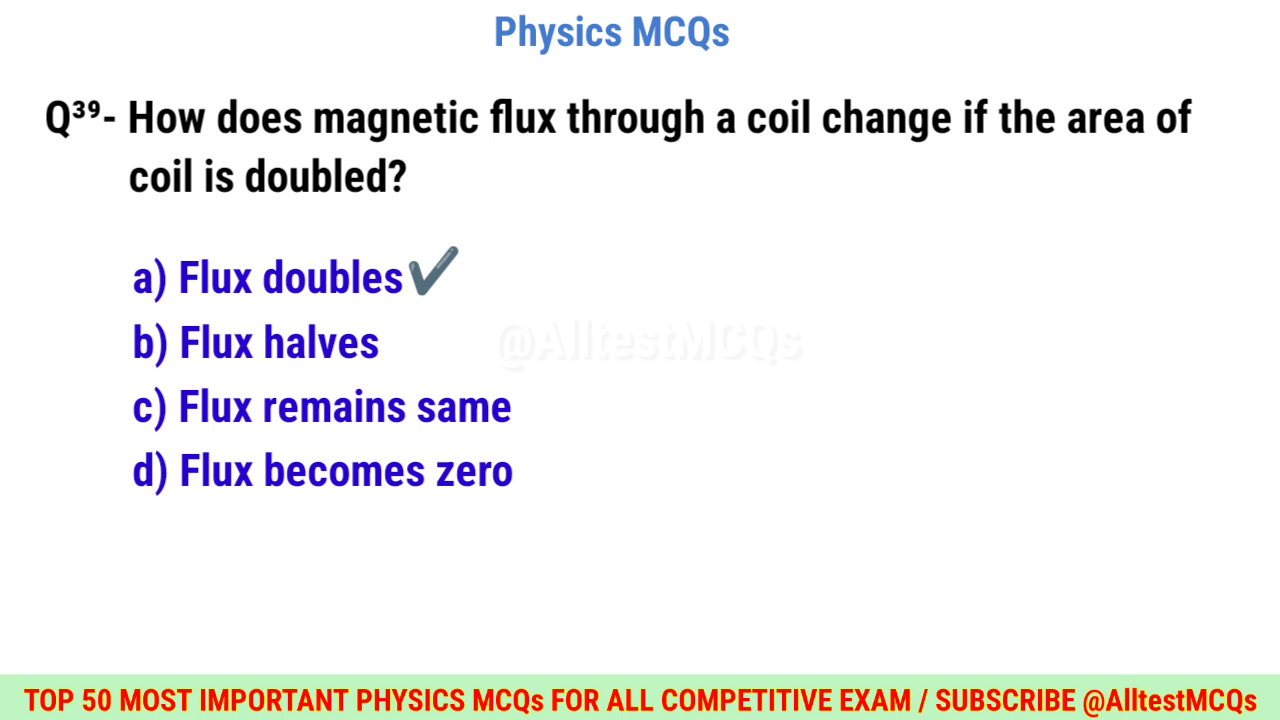 Physics MCQs
Q³⁹- How does magnetic flux through a coil change if the area of
coil is doubled?
a) Flux doubles✔
b) Flux halves
@AlltestMCQs
c) Flux remains same
d) Flux becomes zero
TOP 50 MOST IMPORTANT PHYSICS MCQs FOR ALL COMPETITIVE EXAM / SUBSCRIBE @AlltestMCQs